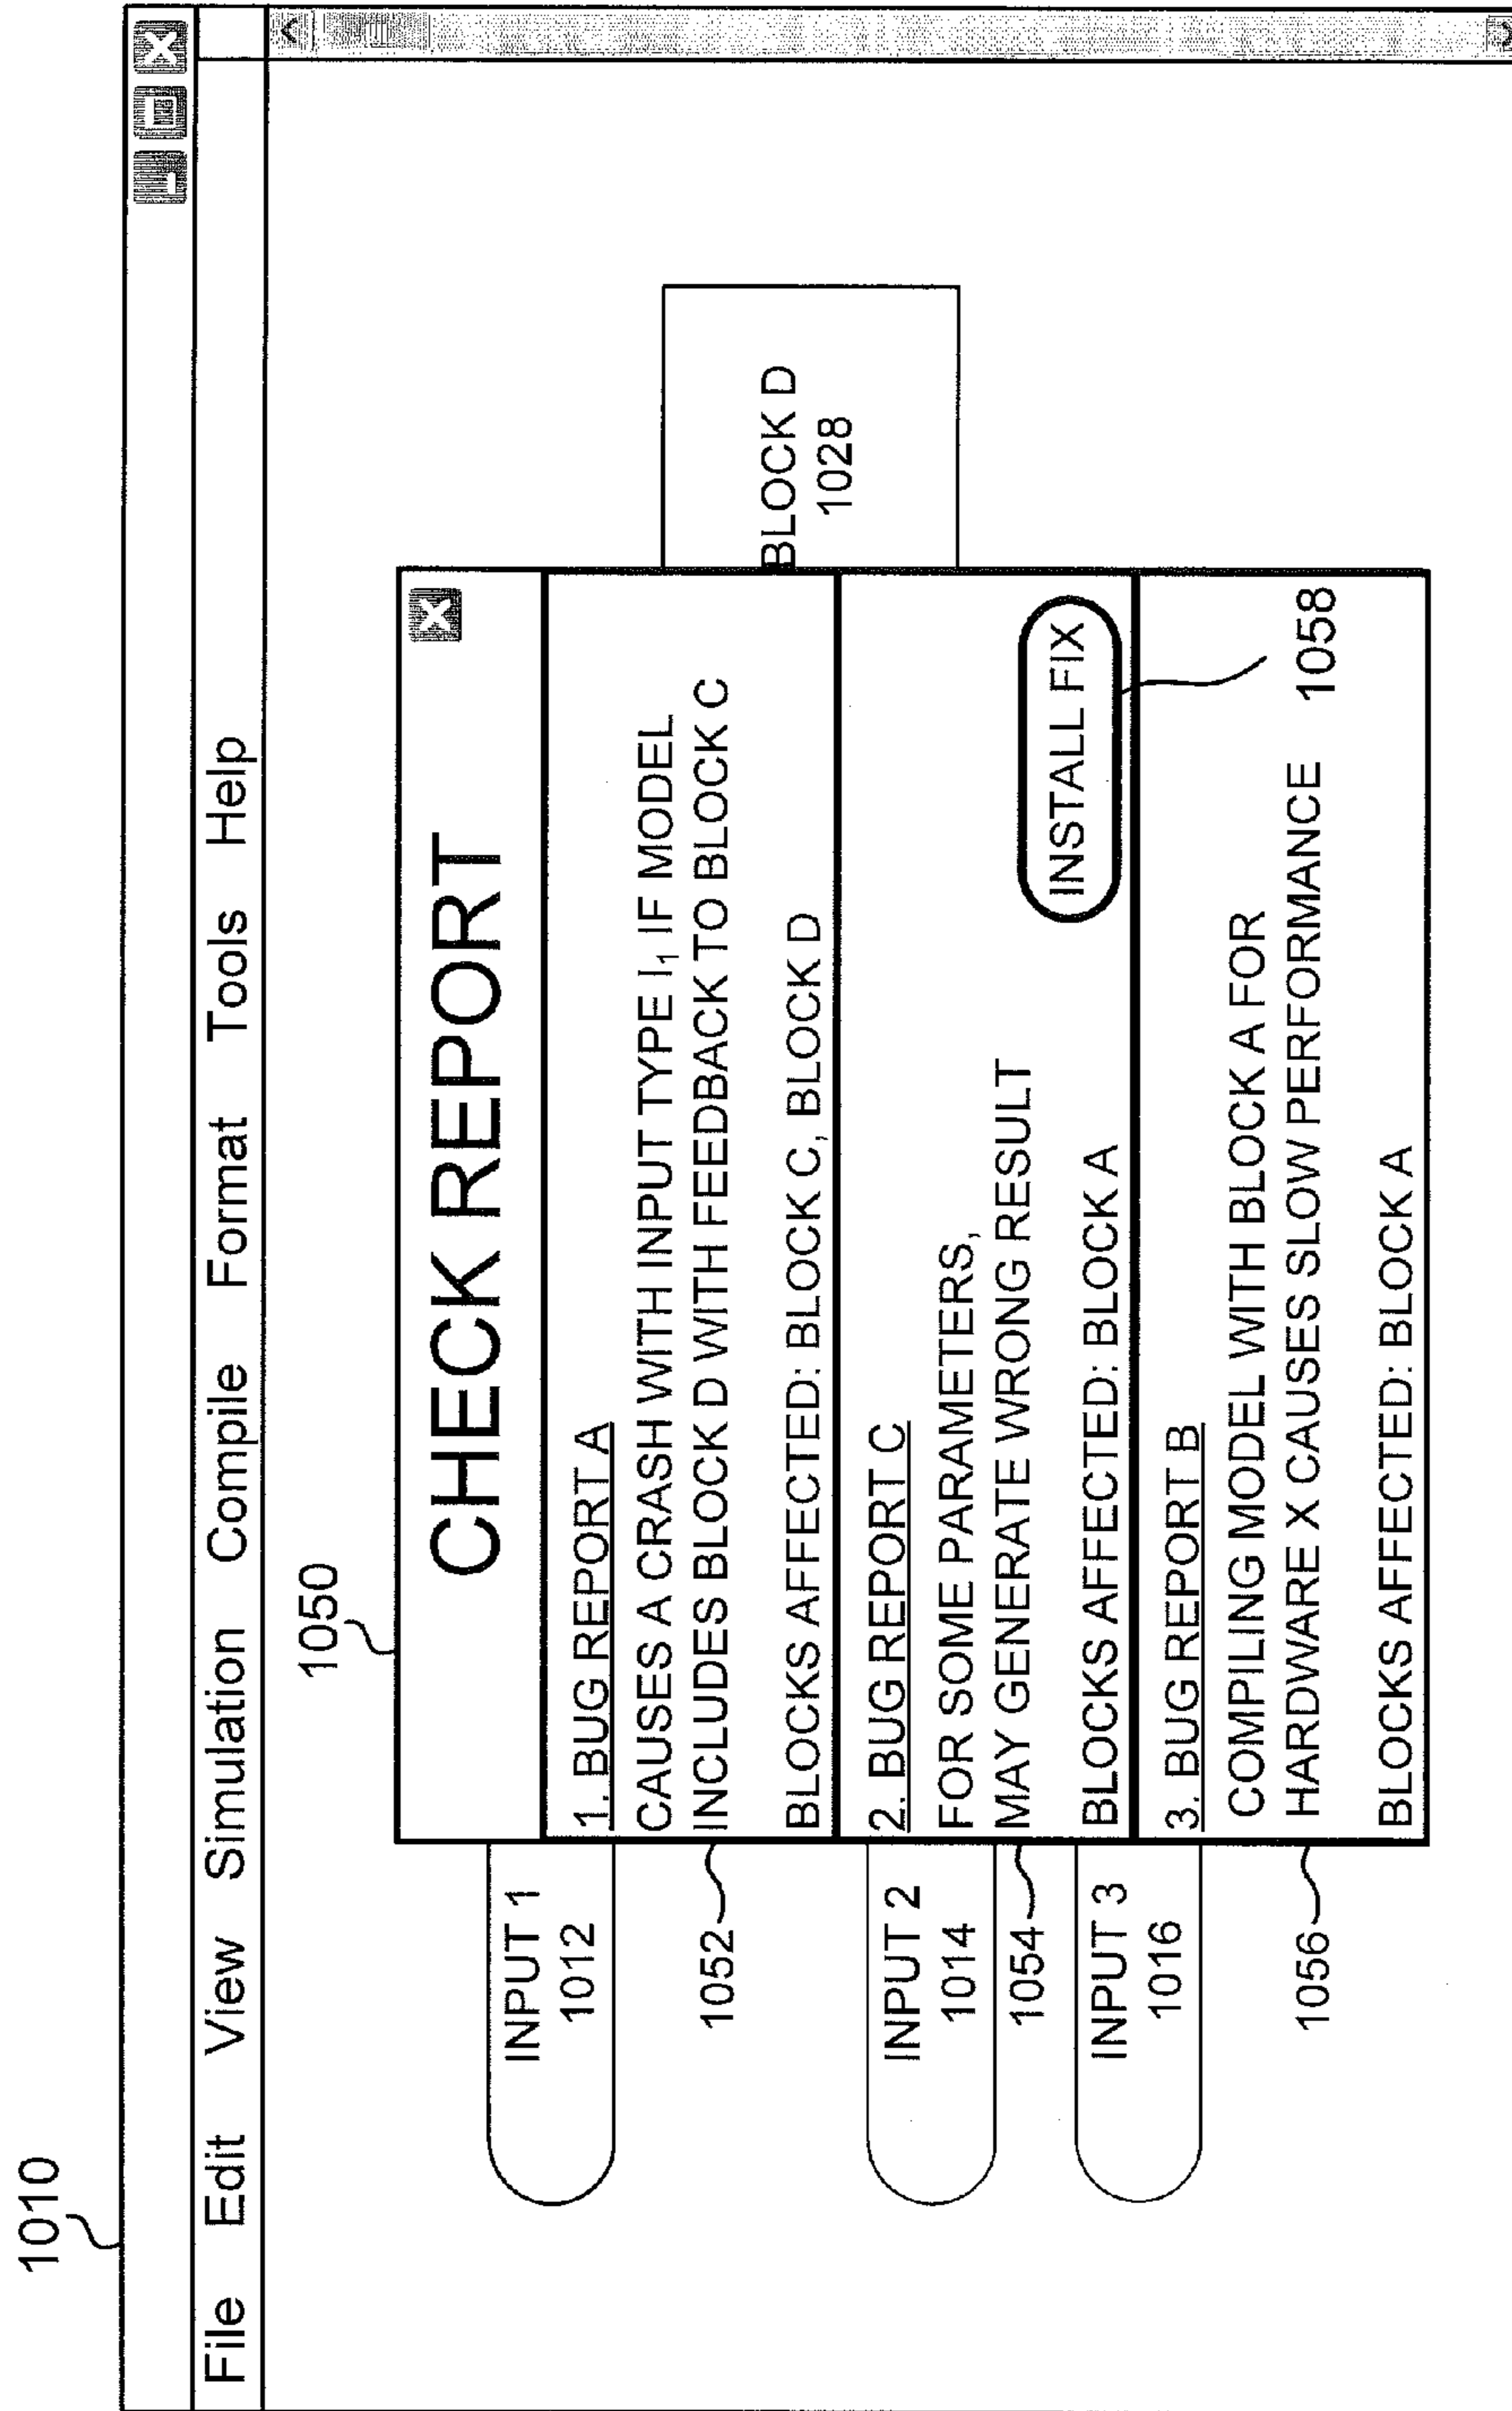 1010
File Edit View Simulation Compile Format Tools Help
1050
CHECK REPORT
INPUT 1
1012
1. BUG REPORT A
CAUSES A CRASH WITH INPUT TYPE I₁ IF MODEL
INCLUDES BLOCK D WITH FEEDBACK TO BLOCK C
BLOCKS AFFECTED: BLOCK C, BLOCK D
1052
BLOCK D
1028
INPUT 2
1014
2. BUG REPORT C
FOR SOME PARAMETERS,
MAY GENERATE WRONG RESULT
INSTALL FIX
BLOCKS AFFECTED: BLOCK A
1054
INPUT 3
1016
3. BUG REPORT B
COMPILING MODEL WITH BLOCK A FOR
HARDWARE X CAUSES SLOW PERFORMANCE
1058
BLOCKS AFFECTED: BLOCK A
1056